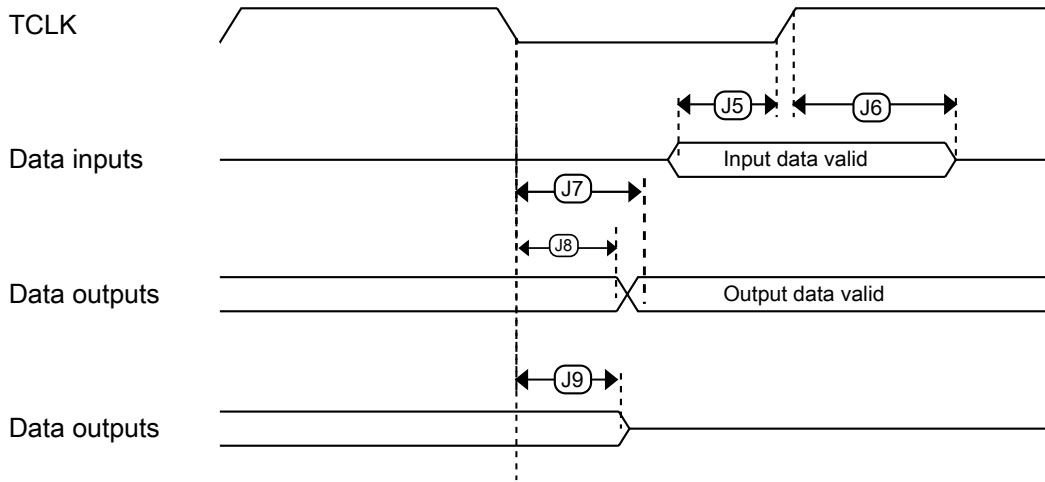 TCLK
J5
J6
Data inputs
Input data valid
J7
J8
Data outputs
Output data valid
J9
Data outputs